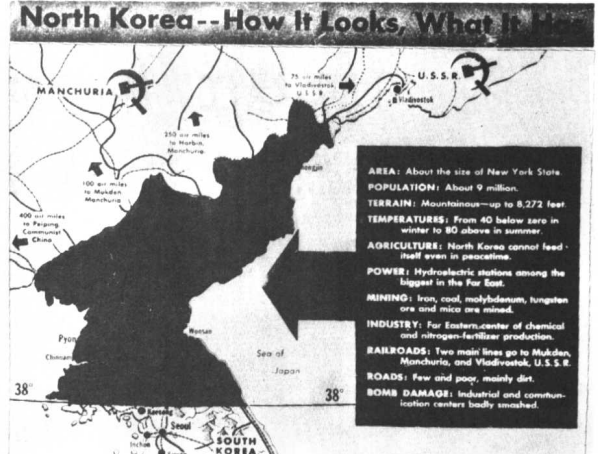 North Korea--How It Looks, What It Has
MANCHURIA
75 air miles
to Vladivostok,
U.S.S.R.
U.S.S.R.
Vladivostok
250 air miles
to Harbin,
Manchuria
100 air miles
to Mukden
Manchuria
400 air miles
to Peiping,
Communist
China
Wonsan
Sea of
Japan
38°
38°
Kaesong
Seoul
Inchon
SOUTH
KOREA
AREA: About the size of New York State.
POPULATION: About 9 million.
TERRAIN: Mountainous—up to 8,272 feet.
TEMPERATURES: From 40 below zero in
winter to 80 above in summer.
AGRICULTURE: North Korea cannot feed
itself even in peacetime.
POWER: Hydroelectric stations among the
biggest in the Far East.
MINING: Iron, coal, molybdenum, tungsten
ore and mica are mined.
INDUSTRY: Far Eastern center of chemical
and nitrogen-fertilizer production.
RAILROADS: Two main lines go to Mukden,
Manchuria, and Vladivostok, U.S.S.R.
ROADS: Few and poor, mainly dirt.
BOMB DAMAGE: Industrial and commun-
ication centers badly smashed.